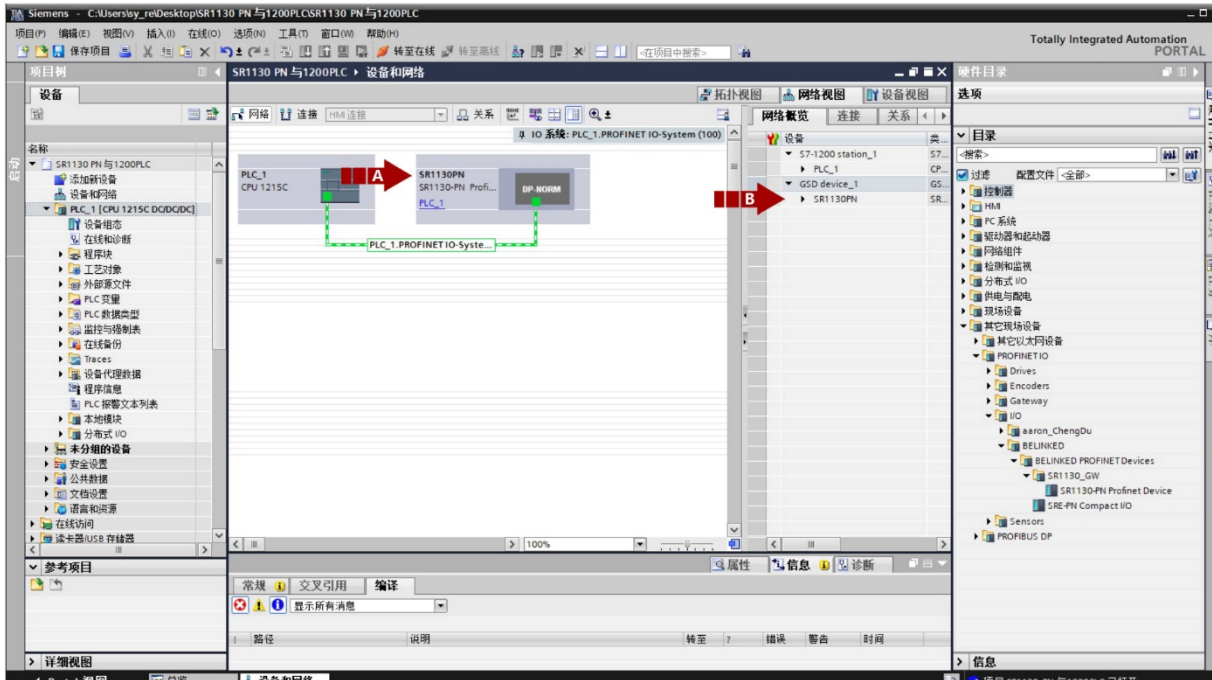 Siemens - C:\Users\sy_re\Desktop\SR1130 PN 与1200PLC\SR1130 PN 与1200PLC
项目(P) 编辑(E) 视图(V) 插入(I) 在线(O) 选项(N) 工具(T) 窗口(W) 帮助(H)
Totally Integrated Automation
PORTAL
保存项目 转至在线 转至离线 <在项目中搜索>
项目树
设备
名称
SR1130 PN 与1200PLC
添加新设备
设备和网络
PLC_1 [CPU 1215C DC/DC/DC]
设备组态
在线和诊断
程序块
工艺对象
外部源文件
PLC 变量
PLC 数据类型
监控与强制表
在线备份
Traces
设备代理数据
程序信息
PLC 报警文本列表
本地模块
分布式 I/O
未分组的设备
安全设置
公共数据
文档设置
语言和资源
在线访问
读卡器/USB 存储器
参考项目
详细视图
SR1130 PN 与1200PLC 设备和网络
拓扑视图 网络视图 设备视图
网络 连接 HMI 连接 关系
IO 系统: PLC_1.PROFINET IO-System (100)
PLC_1
CPU 1215C
A
SR1130PN
SR1130-PN Profi...
PLC_1
DP-NORM
PLC_1.PROFINET IO-Syste...
100%
网络概览 连接 关系
设备 类...
S7-1200 station_1 S7...
PLC_1 CP...
GSD device_1 GS...
B
SR1130PN SR...
属性 信息 诊断
常规 交叉引用 编译
显示所有消息
! 路径 说明 转至 ? 错误 警告 时间
硬件目录
选项
目录
<搜索>
过滤 配置文件 <全部>
控制器
HMI
PC 系统
驱动器和起动器
网络组件
检测和监视
分布式 I/O
供电与配电
现场设备
其它现场设备
其它以太网设备
PROFINET IO
Drives
Encoders
Gateway
I/O
aaron_ChengDu
BELINKED
BELINKED PROFINET Devices
SR1130_GW
SR1130-PN Profinet Device
SRE-PN Compact I/O
Sensors
PROFIBUS DP
信息
Portal 视图 总览 设备和网络 项目 SR1130 PN 与1200PLC 已打开